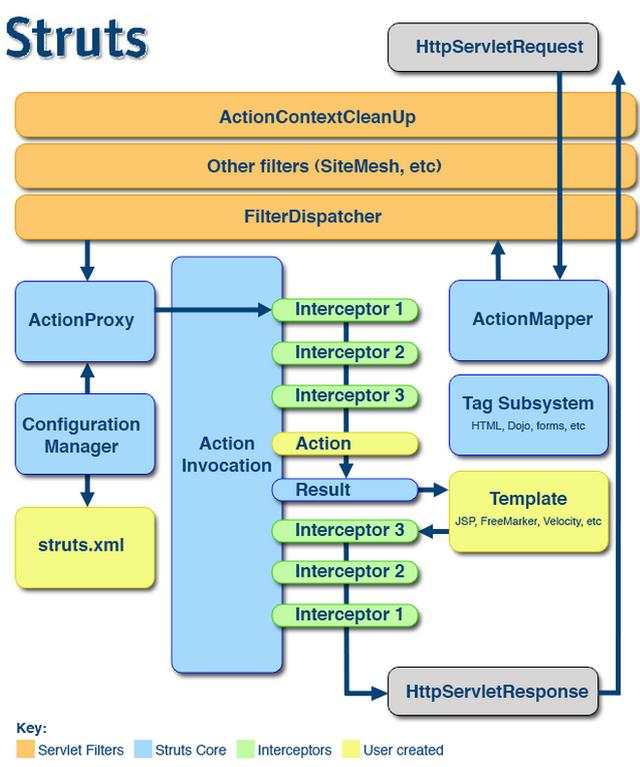 Struts
HttpServletRequest
ActionContextCleanUp
Other filters (SiteMesh, etc)
FilterDispatcher
ActionProxy
Configuration
Manager
struts.xml
Action
Invocation
Interceptor 1
Interceptor 2
Interceptor 3
Action
Result
Interceptor 3
Interceptor 2
Interceptor 1
ActionMapper
Tag Subsystem
HTML, Dojo, forms, etc
Template
JSP, FreeMarker, Velocity, etc
HttpServletResponse
Key:
Servlet Filters
Struts Core
Interceptors
User created